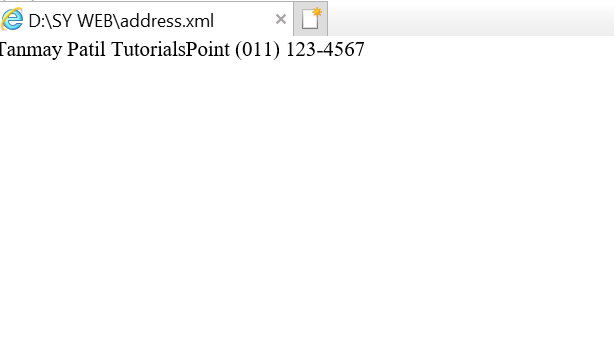 D:\SY WEB\address.xml
Tanmay Patil TutorialsPoint (011) 123-4567